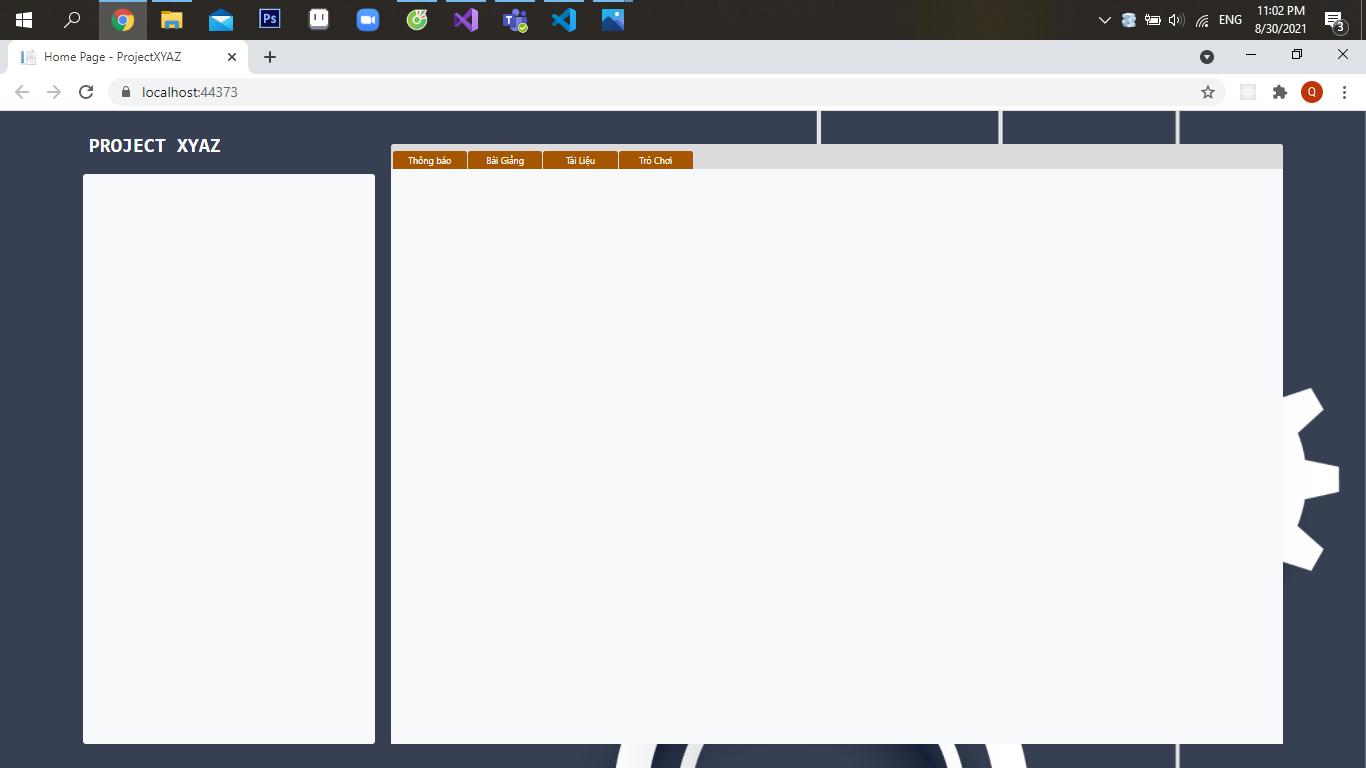 Ps
ENG
11:02 PM
8/30/2021
3
Home Page - ProjectXYAZ
localhost:44373
Q
PROJECT XYAZ
Thông báo
Bài Giảng
Tài Liệu
Trò Chơi